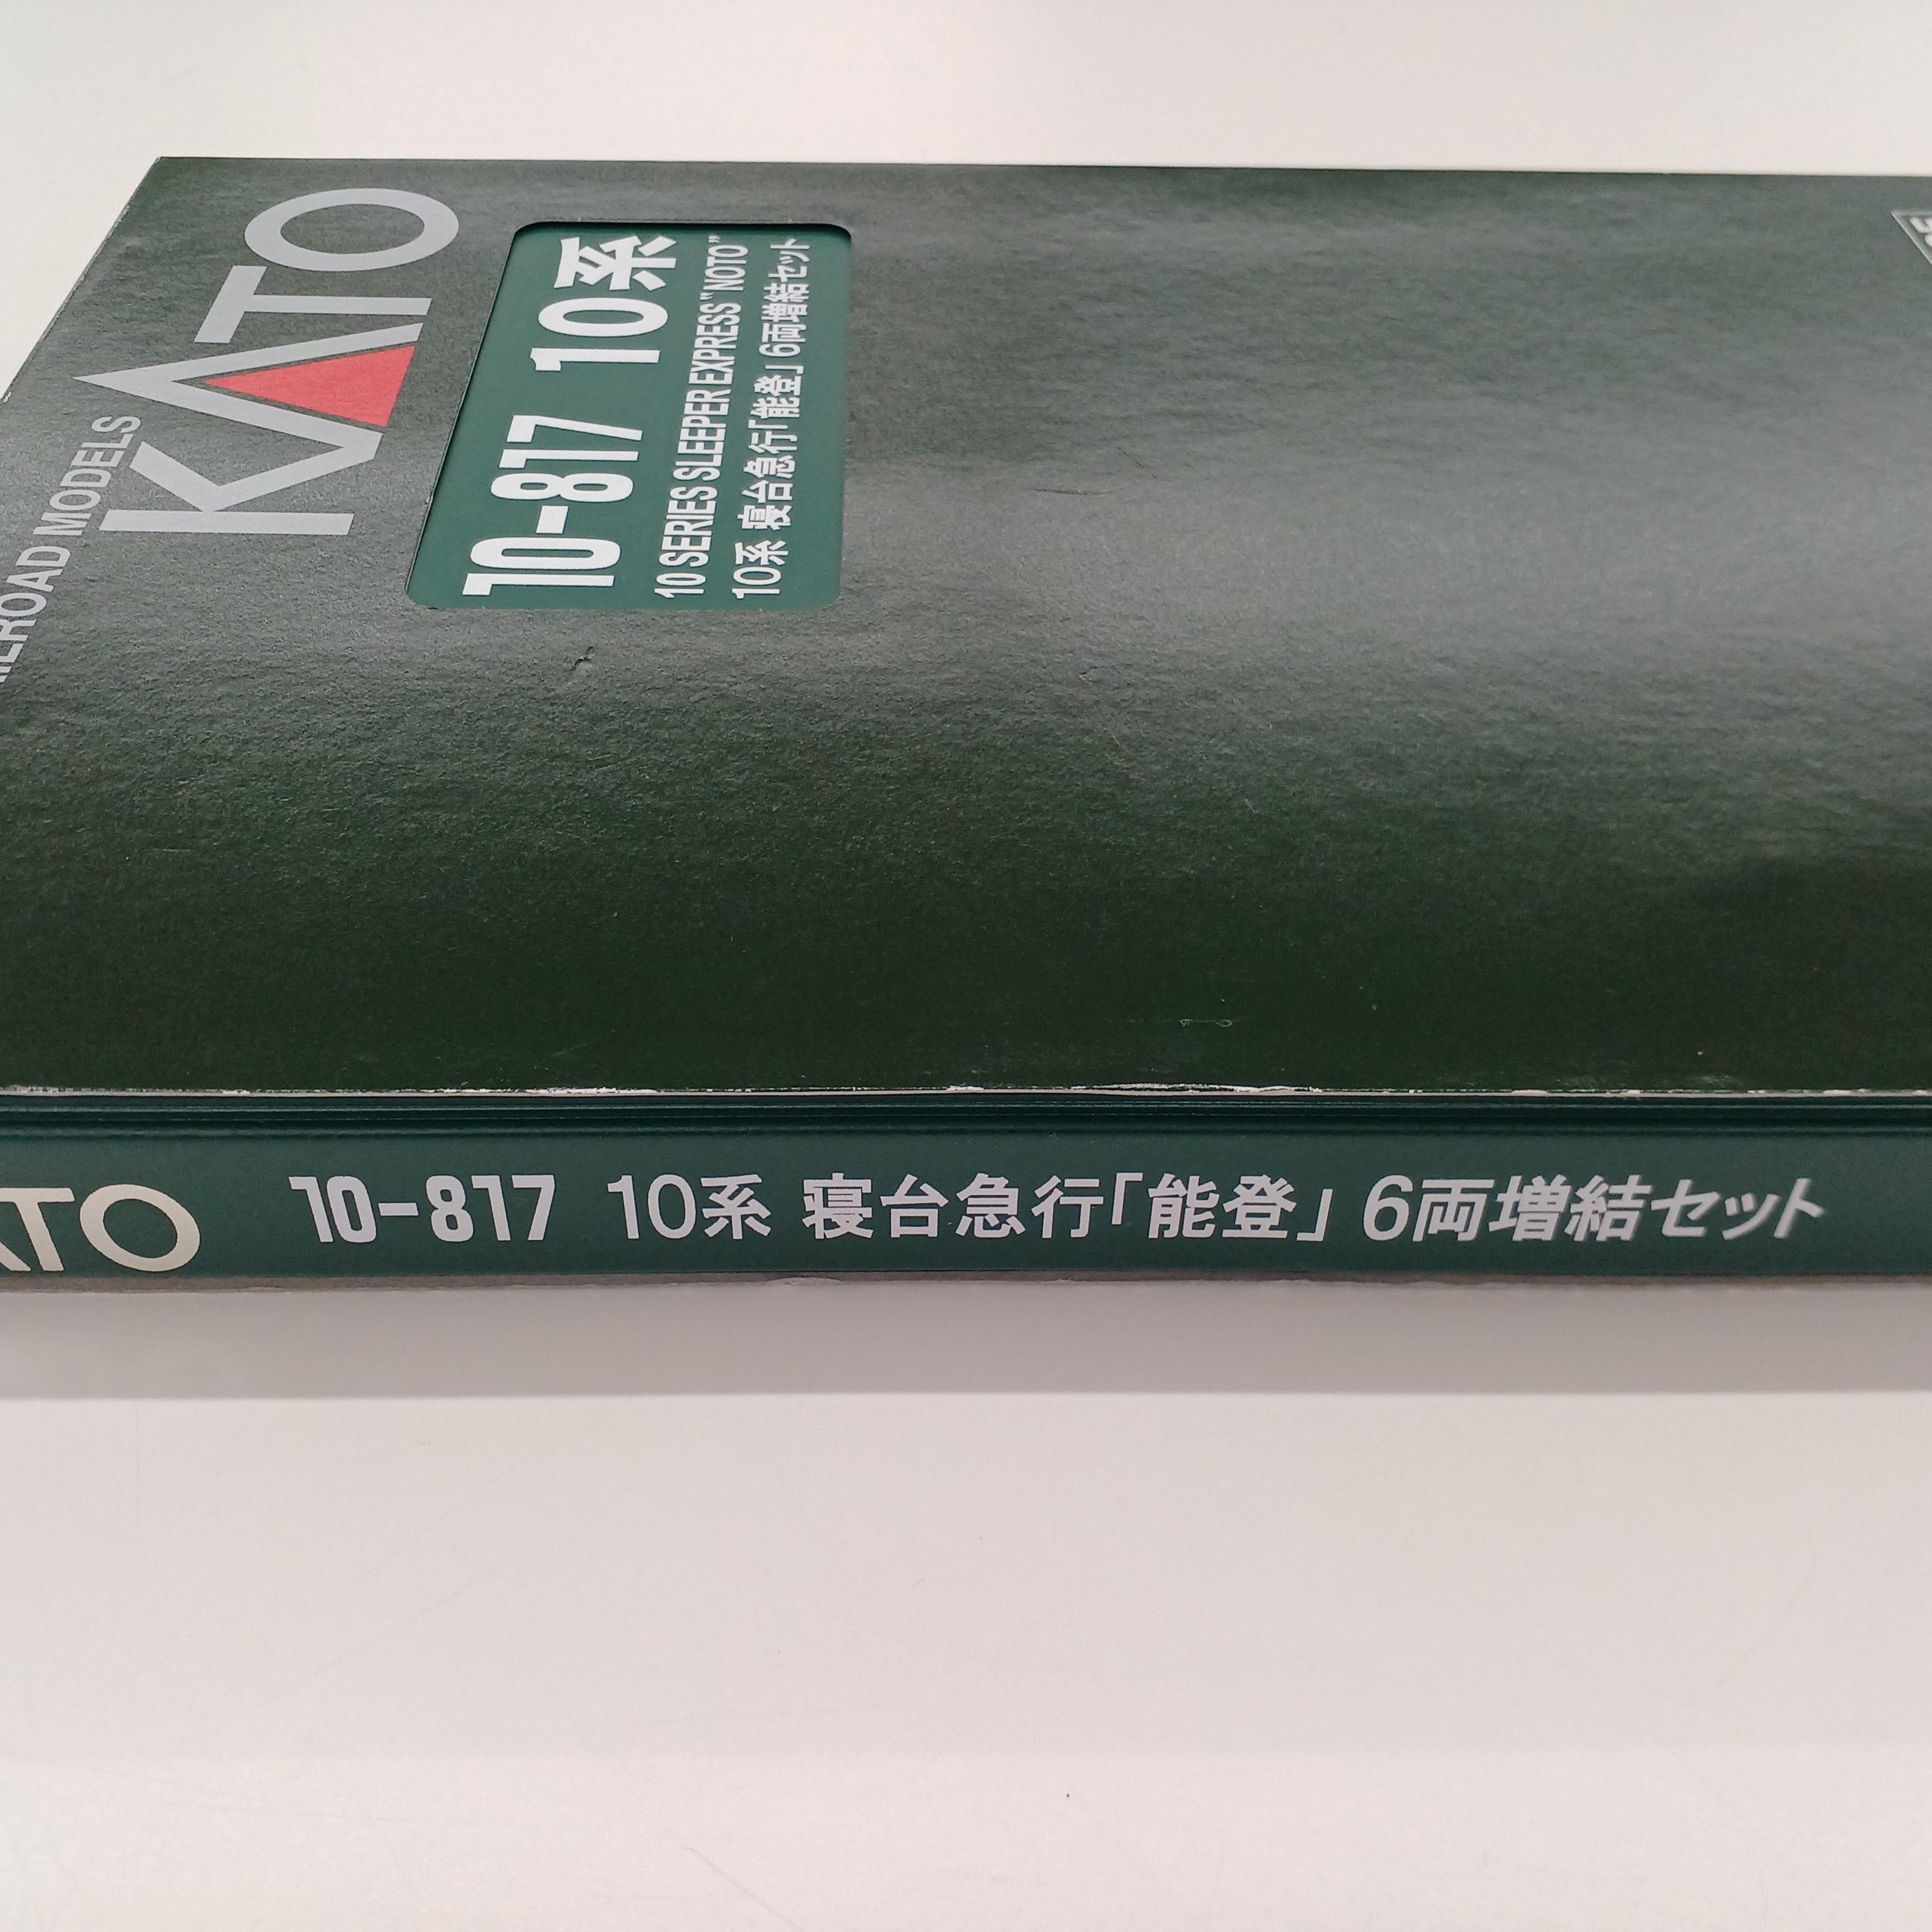 MODELS
KATO
10-817 10系
10 SERIES SLEEPER EXPRESS "NOTO"
10系 寝台急行「能登」 6両増結セット
10-817 10系 寝台急行「能登」 6両増結セット